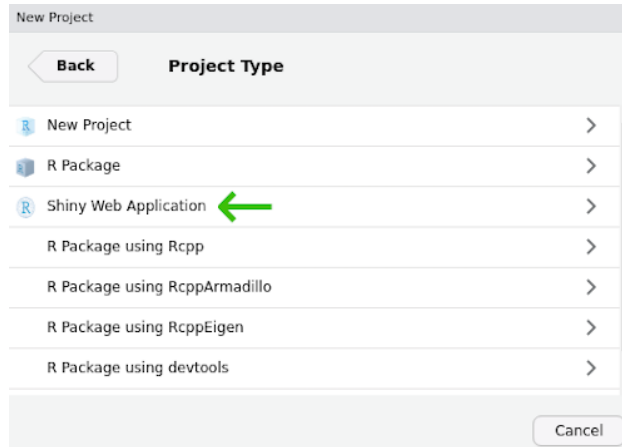 New Project
Back
Project Type
R New Project
R R Package
R Shiny Web Application
R Package using Rcpp
R Package using RcppArmadillo
R Package using RcppEigen
R Package using devtools
Cancel